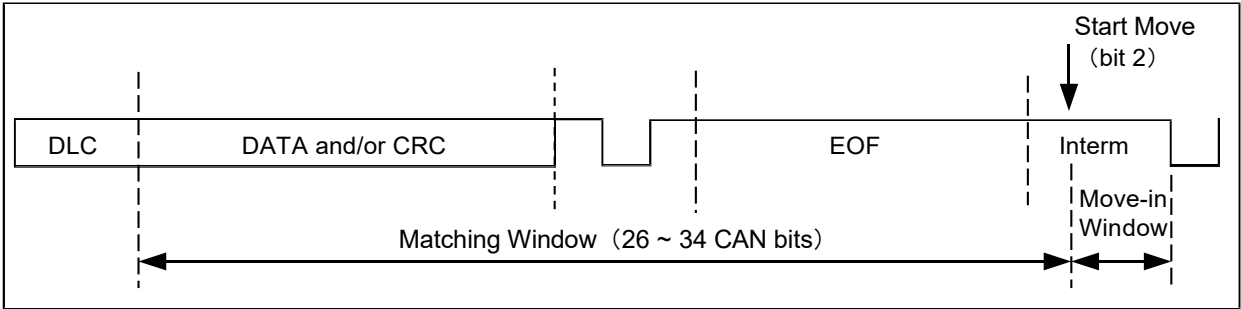 Start Move
（bit 2）
DLC
DATA and/or CRC
EOF
Interm
Move-in
Window
Matching Window（26 ~ 34 CAN bits）